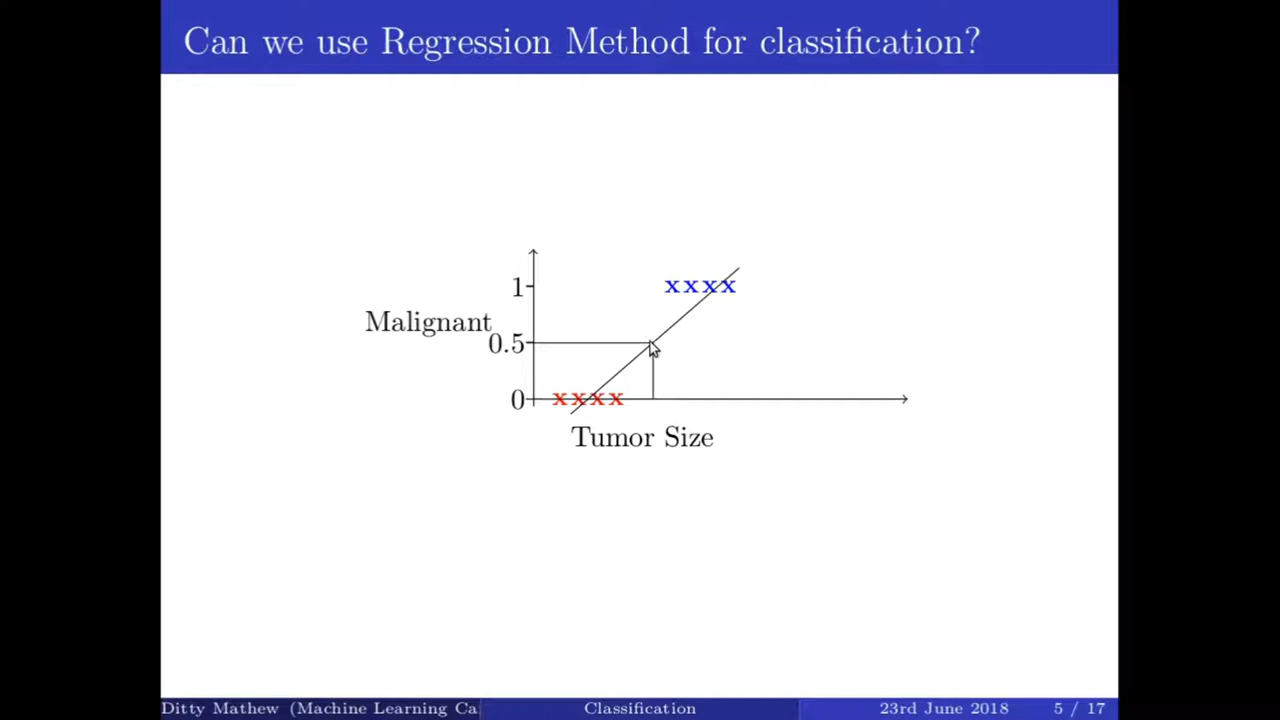 Can we use Regression Method for classification?
1
xxxx
Malignant
0.5
0
xxxx
Tumor Size
Ditty Mathew (Machine Learning Ca
Classification
23rd June 2018
5 / 17